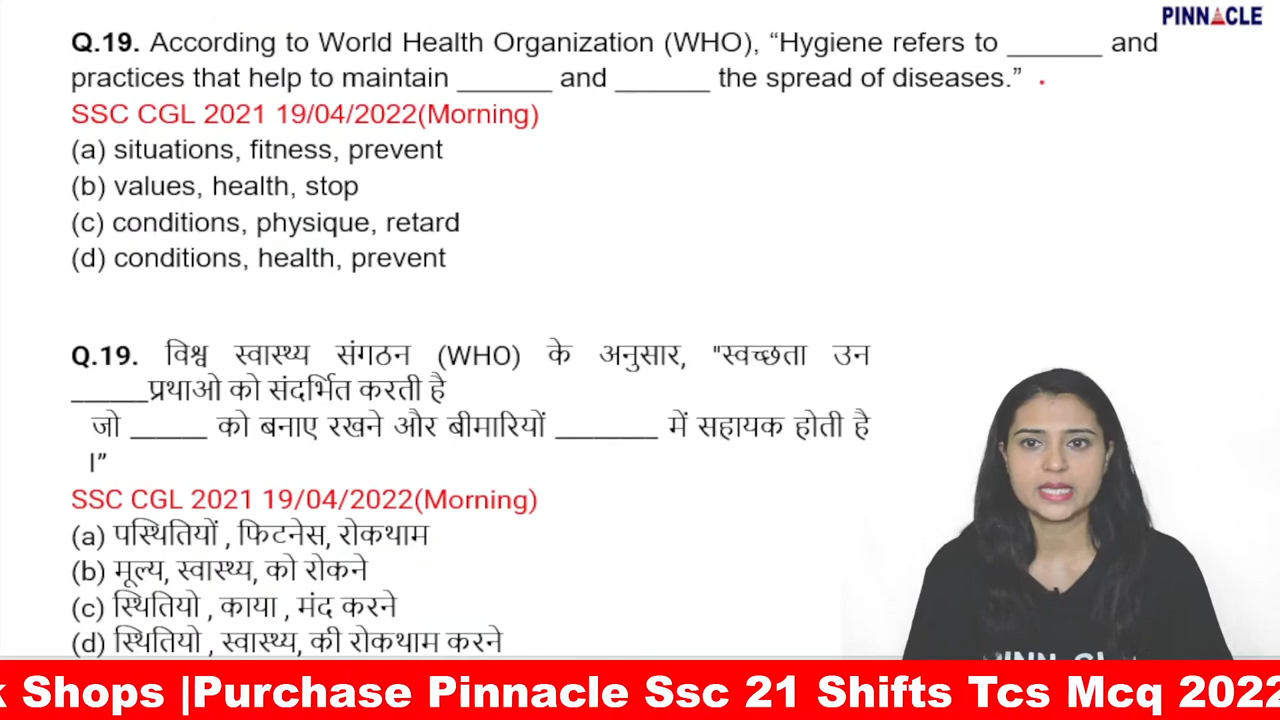 PINNACLE
Q.19. According to World Health Organization (WHO), “Hygiene refers to ______ and
practices that help to maintain ______ and ______ the spread of diseases.”
SSC CGL 2021 19/04/2022(Morning)
(a) situations, fitness, prevent
(b) values, health, stop
(c) conditions, physique, retard
(d) conditions, health, prevent
Q.19. विश्व स्वास्थ्य संगठन (WHO) के अनुसार, "स्वच्छता उन
______प्रथाओ को संदर्भित करती है
जो ______ को बनाए रखने और बीमारियों ________ में सहायक होती है
।”
SSC CGL 2021 19/04/2022(Morning)
(a) पस्थितियों , फिटनेस, रोकथाम
(b) मूल्य, स्वास्थ्य, को रोकने
(c) स्थितियो , काया , मंद करने
(d) स्थितियो , स्वास्थ्य, की रोकथाम करने
k Shops |Purchase Pinnacle Ssc 21 Shifts Tcs Mcq 2022